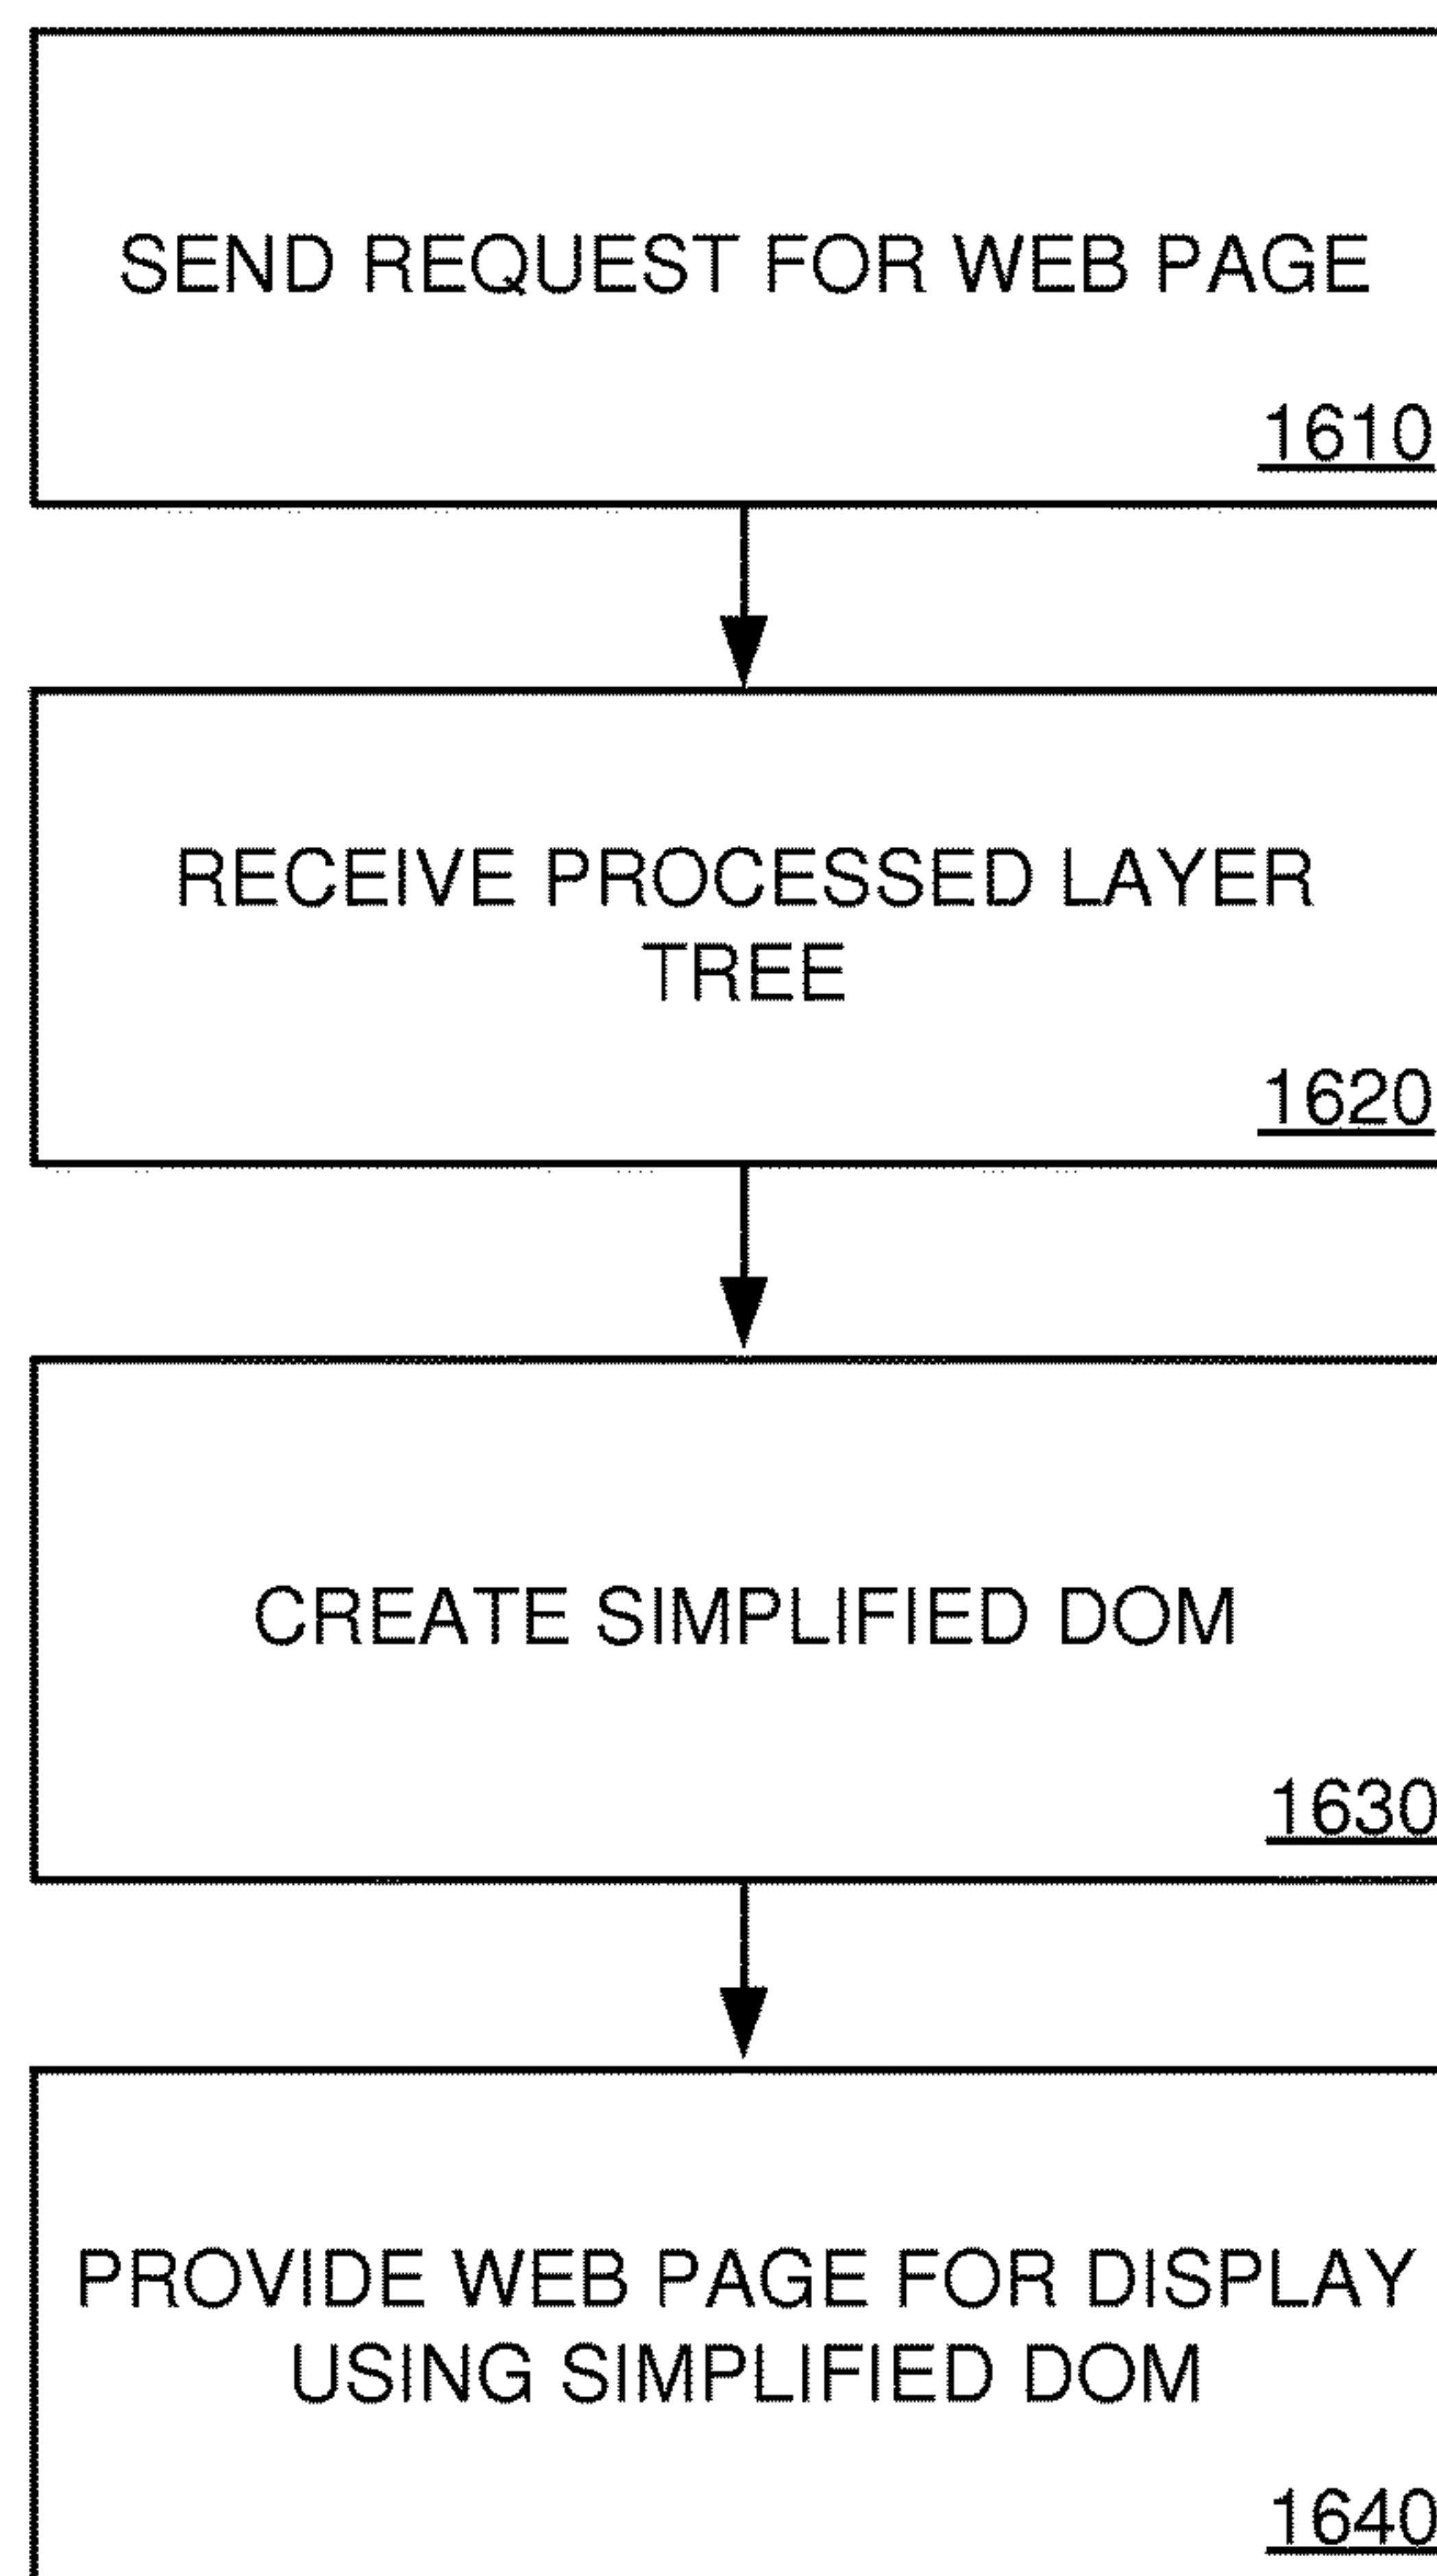 SEND REQUEST FOR WEB PAGE
1610
RECEIVE PROCESSED LAYER
TREE
1620
CREATE SIMPLIFIED DOM
1630
PROVIDE WEB PAGE FOR DISPLAY
USING SIMPLIFIED DOM
1640